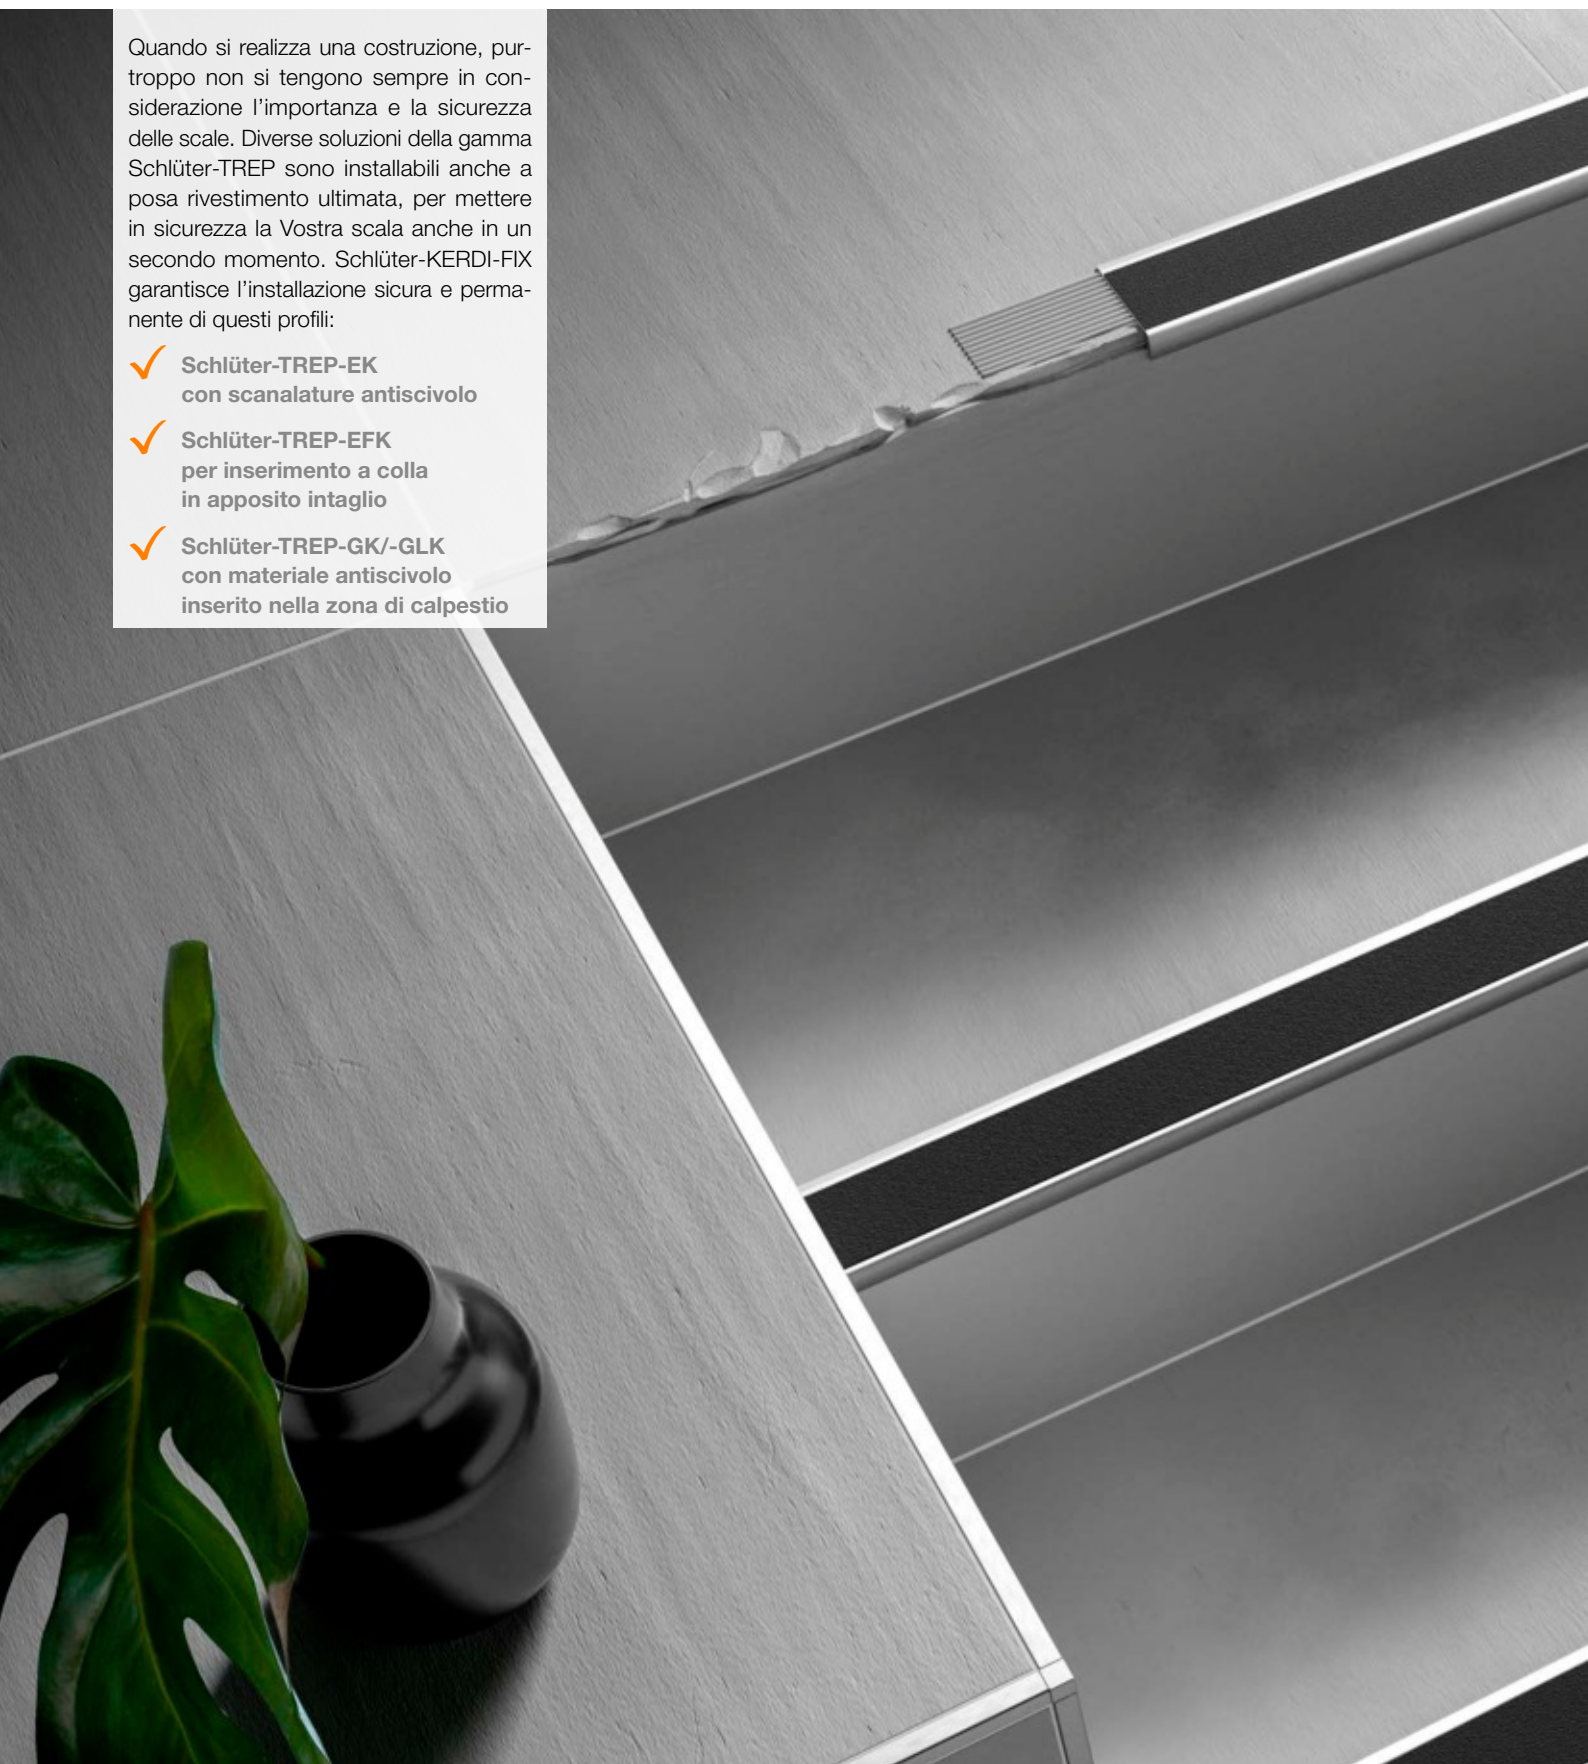 Quando si realizza una costruzione, pur-
troppo non si tengono sempre in con-
siderazione l'importanza e la sicurezza
delle scale. Diverse soluzioni della gamma
Schlüter-TREP sono installabili anche a
posa rivestimento ultimata, per mettere
in sicurezza la Vostra scala anche in un
secondo momento. Schlüter-KERDI-FIX
garantisce l'installazione sicura e perma-
nente di questi profili:
Schlüter-TREP-EK
con scanalature antiscivolo
Schlüter-TREP-EFK
per inserimento a colla
in apposito intaglio
Schlüter-TREP-GK/-GLK
con materiale antiscivolo
inserito nella zona di calpestio